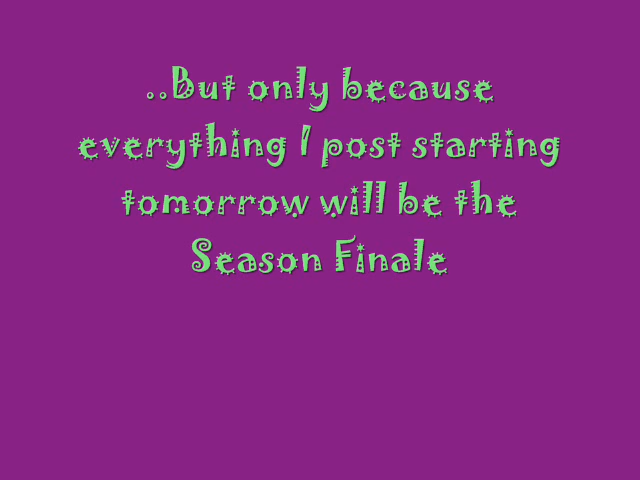 ..But only because
everything I post starting
tomorrow will be the
Season Finale